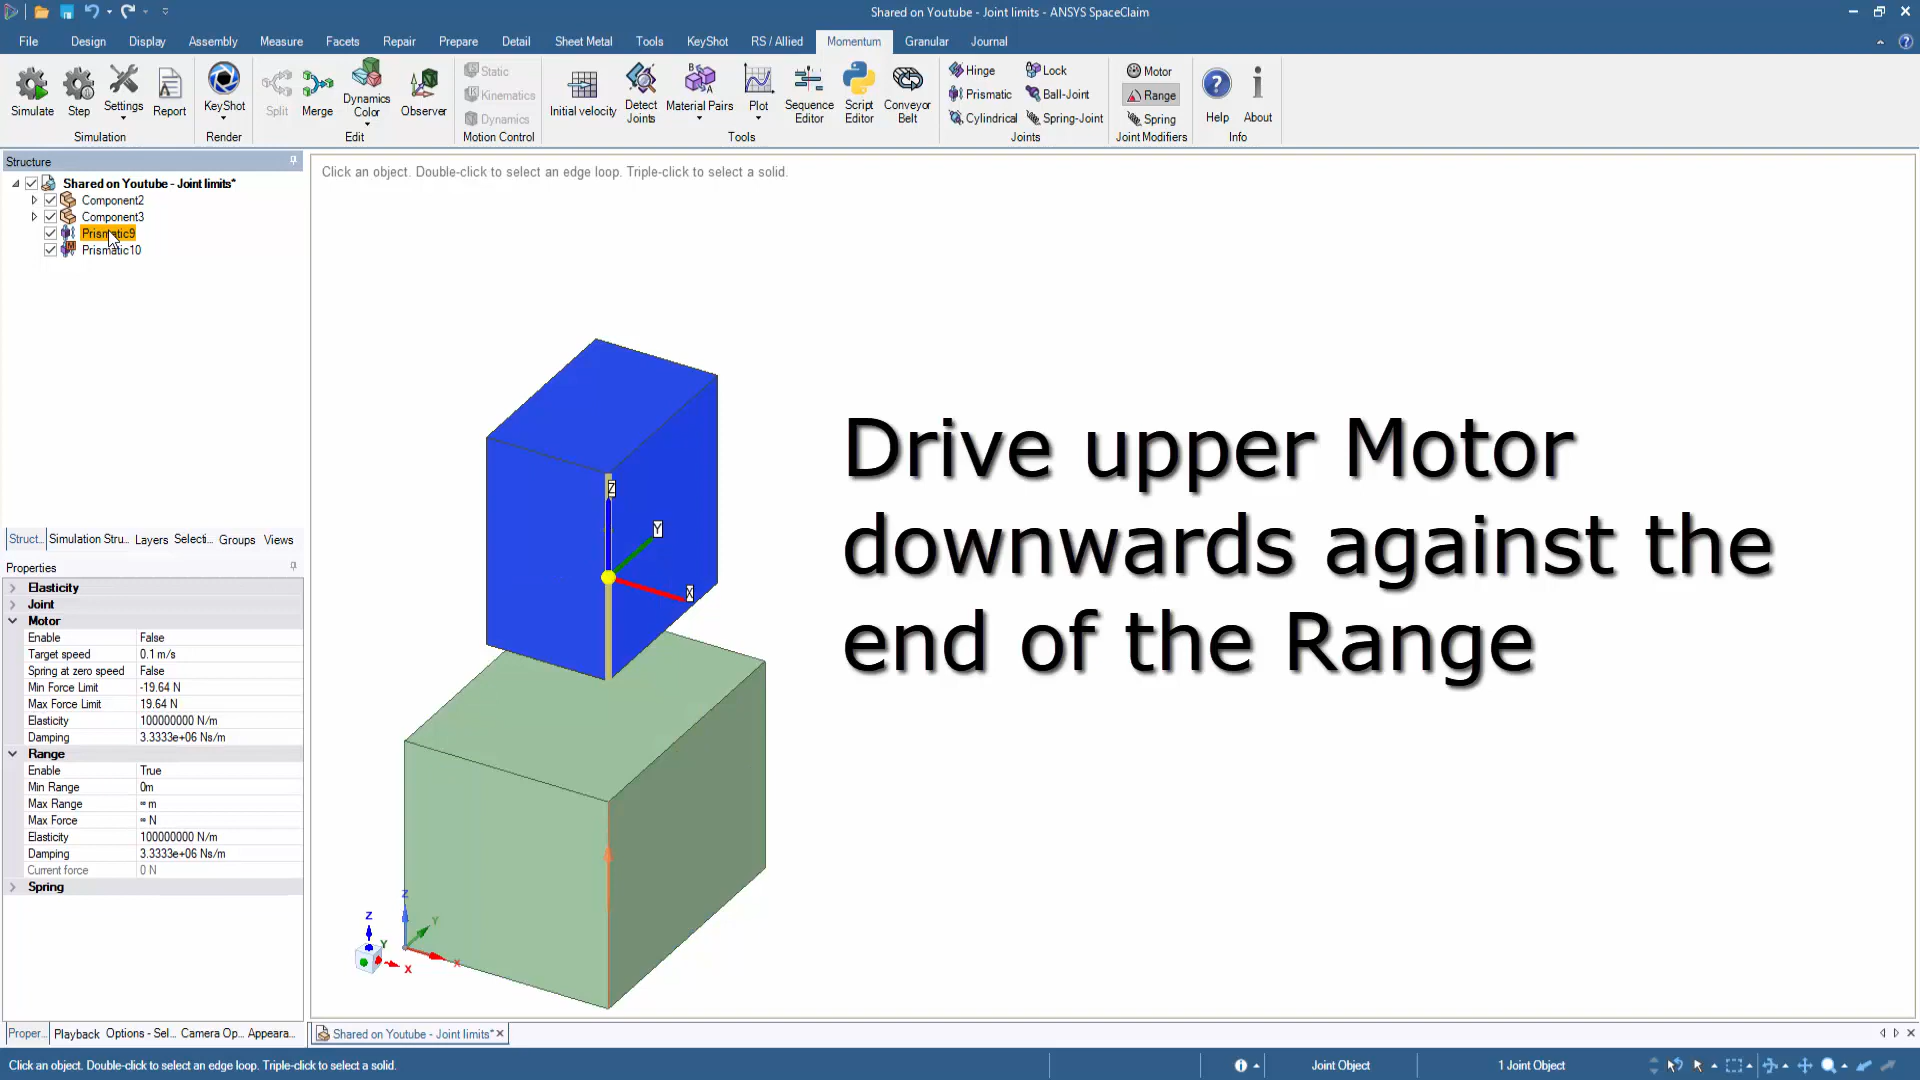 Shared on Youtube - Joint limits - ANSYS SpaceClaim
File Design Display Assembly Measure Facets Repair Prepare Detail Sheet Metal Tools KeyShot RS / Allied Momentum Granular Journal
Simulate Step Settings Report
Simulation
KeyShot
Render
Split Merge Dynamics Color Observer
Edit
Static
Kinematics
Dynamics
Motion Control
Initial velocity Detect Joints Material Pairs Plot Sequence Editor Script Editor Conveyor Belt
Tools
Hinge Lock
Prismatic Ball-Joint
Cylindrical Spring-Joint
Joints
Motor
Range
Spring
Joint Modifiers
Help About
Info
Structure
Shared on Youtube - Joint limits*
Component2
Component3
Prismatic9
Prismatic10
Struct... Simulation Stru... Layers Selecti... Groups Views
Properties
Elasticity
Joint
Motor
Enable False
Target speed 0.1 m/s
Spring at zero speed False
Min Force Limit -19.64 N
Max Force Limit 19.64 N
Elasticity 100000000 N/m
Damping 3.3333e+06 Ns/m
Range
Enable True
Min Range 0m
Max Range ∞ m
Max Force ∞ N
Elasticity 100000000 N/m
Damping 3.3333e+06 Ns/m
Current force 0 N
Spring
Proper... Playback Options - Sel... Camera Op... Appeara...
Click an object. Double-click to select an edge loop. Triple-click to select a solid.
Z
Y
X
Drive upper Motor
downwards against the
end of the Range
Z
Y
X
Z
Y
X
Shared on Youtube - Joint limits*
Click an object. Double-click to select an edge loop. Triple-click to select a solid.
Joint Object
1 Joint Object